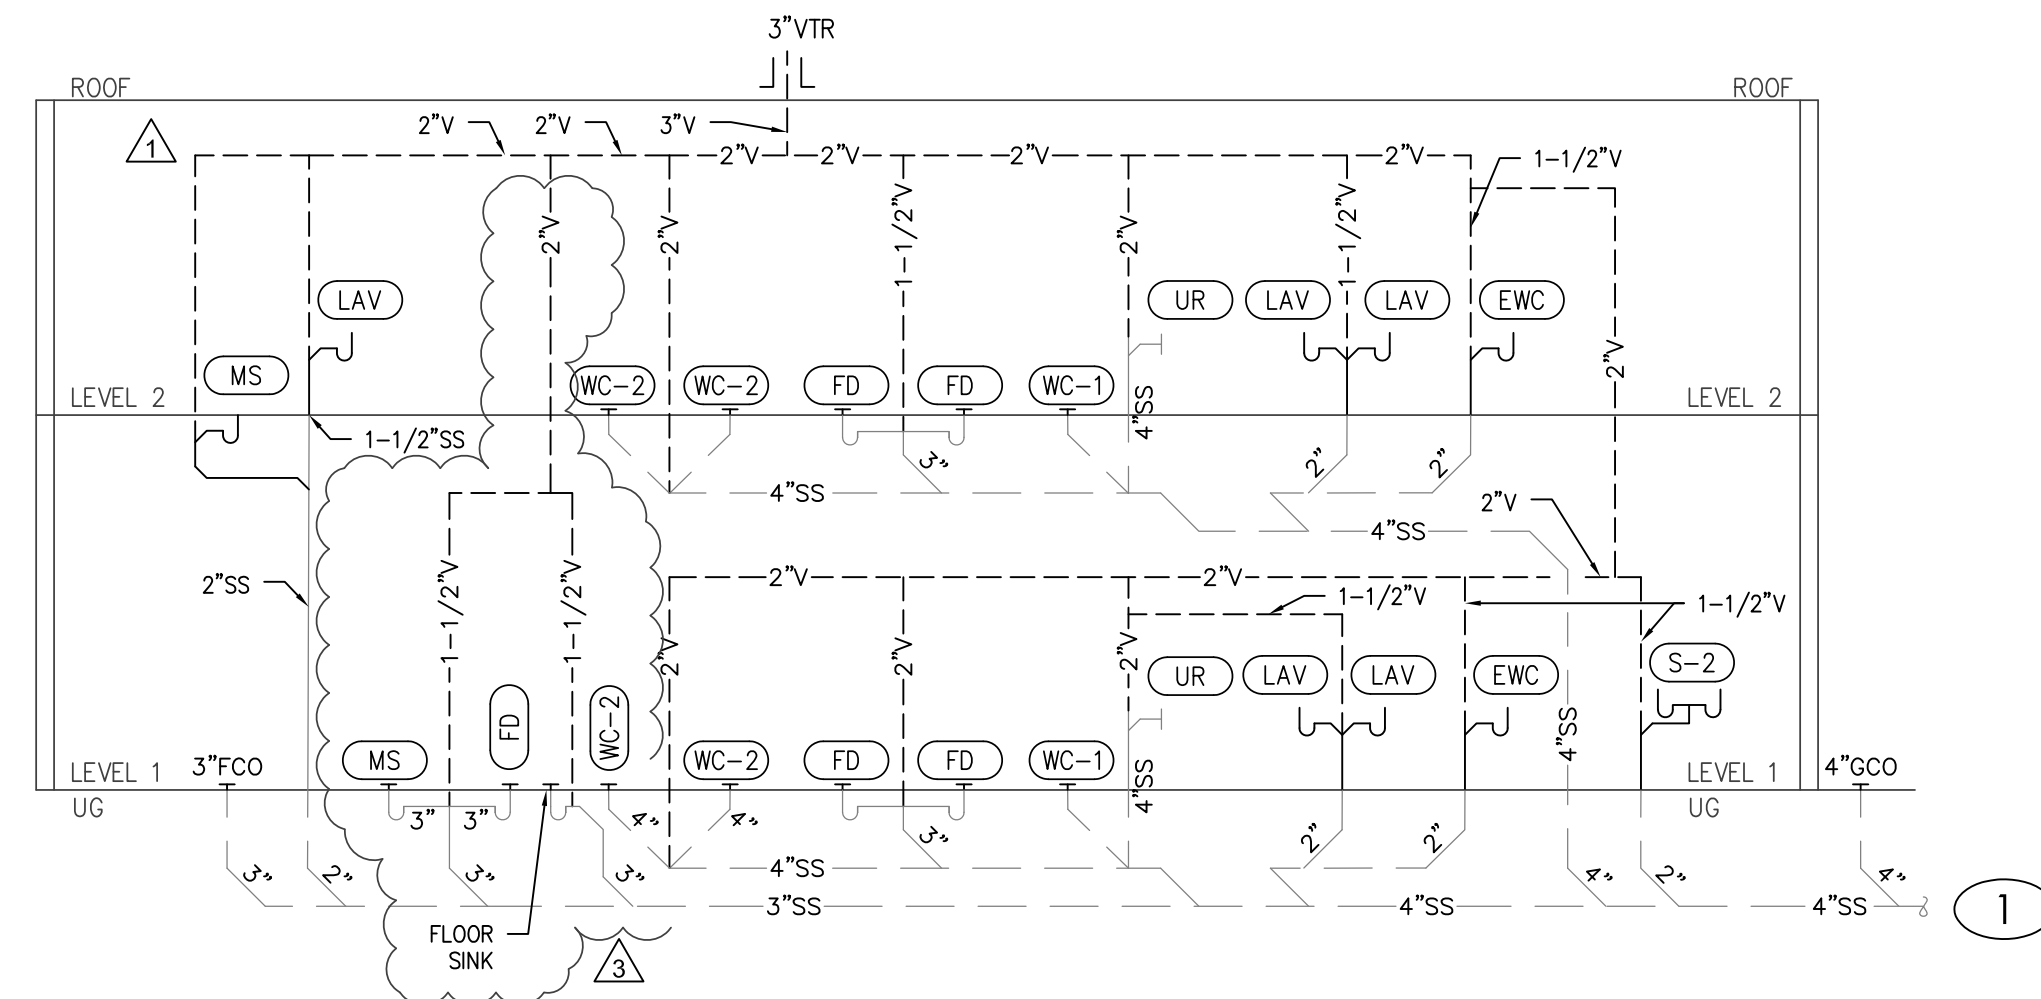 3”VTR
ROOF
ROOF
2”V
2”V
3”V
1
2”V
2”V
2”V
2”V
1-1/2”V
2”V
2”V
1-1/2”V
2”V
1-1/2”V
LAV
UR
LAV
LAV
EWC
2”V
MS
WC-2
WC-2
FD
FD
WC-1
4”SS
LEVEL 2
LEVEL 2
1-1/2”SS
3”
2”
2”
4”SS
2”V
4”SS
2”SS
1-1/2”V
1-1/2”V
2”V
2”V
1-1/2”V
1-1/2”V
2”V
2”V
2”V
UR
LAV
LAV
EWC
S-2
FD
WC-2
4”SS
MS
WC-2
FD
FD
WC-1
4”SS
LEVEL 1
3”FCO
LEVEL 1
4”GCO
UG
UG
3”
3”
4”
4”
3”
2”
2”
3”
2”
3”
3”
4”SS
4”
2”
4”
3”SS
4”SS
4”SS
1
FLOOR
SINK
3